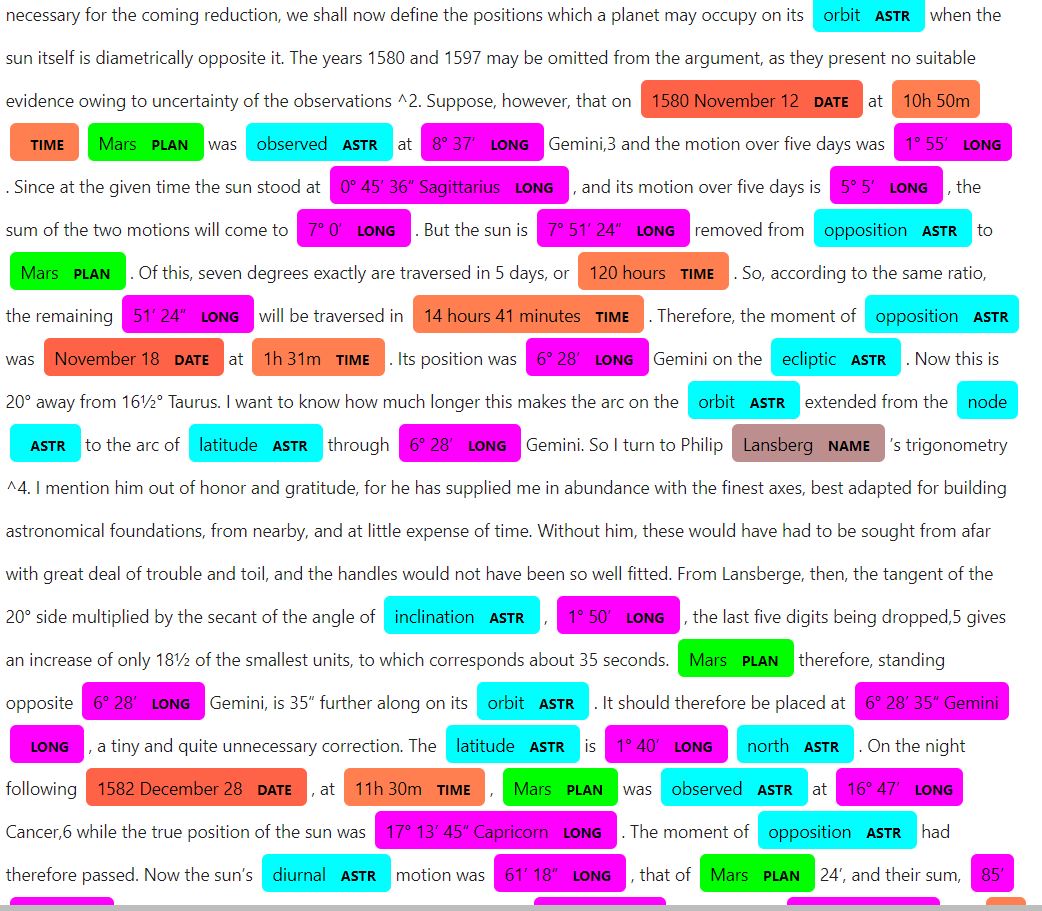 necessary for the coming reduction, we shall now define the positions which a planet may occupy on its orbit ASTR when the
sun itself is diametrically opposite it. The years 1580 and 1597 may be omitted from the argument, as they present no suitable
evidence owing to uncertainty of the observations ^2. Suppose, however, that on 1580 November 12 DATE at 10h 50m
TIME Mars PLAN was observed ASTR at 8° 37′ LONG Gemini,3 and the motion over five days was 1° 55′ LONG
. Since at the given time the sun stood at 0° 45′ 36″ Sagittarius LONG , and its motion over five days is 5° 5′ LONG , the
sum of the two motions will come to 7° 0′ LONG . But the sun is 7° 51′ 24″ LONG removed from opposition ASTR to
Mars PLAN . Of this, seven degrees exactly are traversed in 5 days, or 120 hours TIME . So, according to the same ratio,
the remaining 51′ 24″ LONG will be traversed in 14 hours 41 minutes TIME . Therefore, the moment of opposition ASTR
was November 18 DATE at 1h 31m TIME . Its position was 6° 28′ LONG Gemini on the ecliptic ASTR . Now this is
20° away from 16½° Taurus. I want to know how much longer this makes the arc on the orbit ASTR extended from the node
ASTR to the arc of latitude ASTR through 6° 28′ LONG Gemini. So I turn to Philip Lansberg NAME 's trigonometry
^4. I mention him out of honor and gratitude, for he has supplied me in abundance with the finest axes, best adapted for building
astronomical foundations, from nearby, and at little expense of time. Without him, these would have had to be sought from afar
with great deal of trouble and toil, and the handles would not have been so well fitted. From Lansberge, then, the tangent of the
20° side multiplied by the secant of the angle of inclination ASTR , 1° 50′ LONG , the last five digits being dropped,5 gives
an increase of only 18½ of the smallest units, to which corresponds about 35 seconds. Mars PLAN therefore, standing
opposite 6° 28′ LONG Gemini, is 35″ further along on its orbit ASTR . It should therefore be placed at 6° 28′ 35″ Gemini
LONG , a tiny and quite unnecessary correction. The latitude ASTR is 1° 40′ LONG north ASTR . On the night
following 1582 December 28 DATE , at 11h 30m TIME , Mars PLAN was observed ASTR at 16° 47′ LONG
Cancer,6 while the true position of the sun was 17° 13′ 45″ Capricorn LONG . The moment of opposition ASTR had
therefore passed. Now the sun's diurnal ASTR motion was 61′ 18″ LONG , that of Mars PLAN 24′, and their sum, 85′